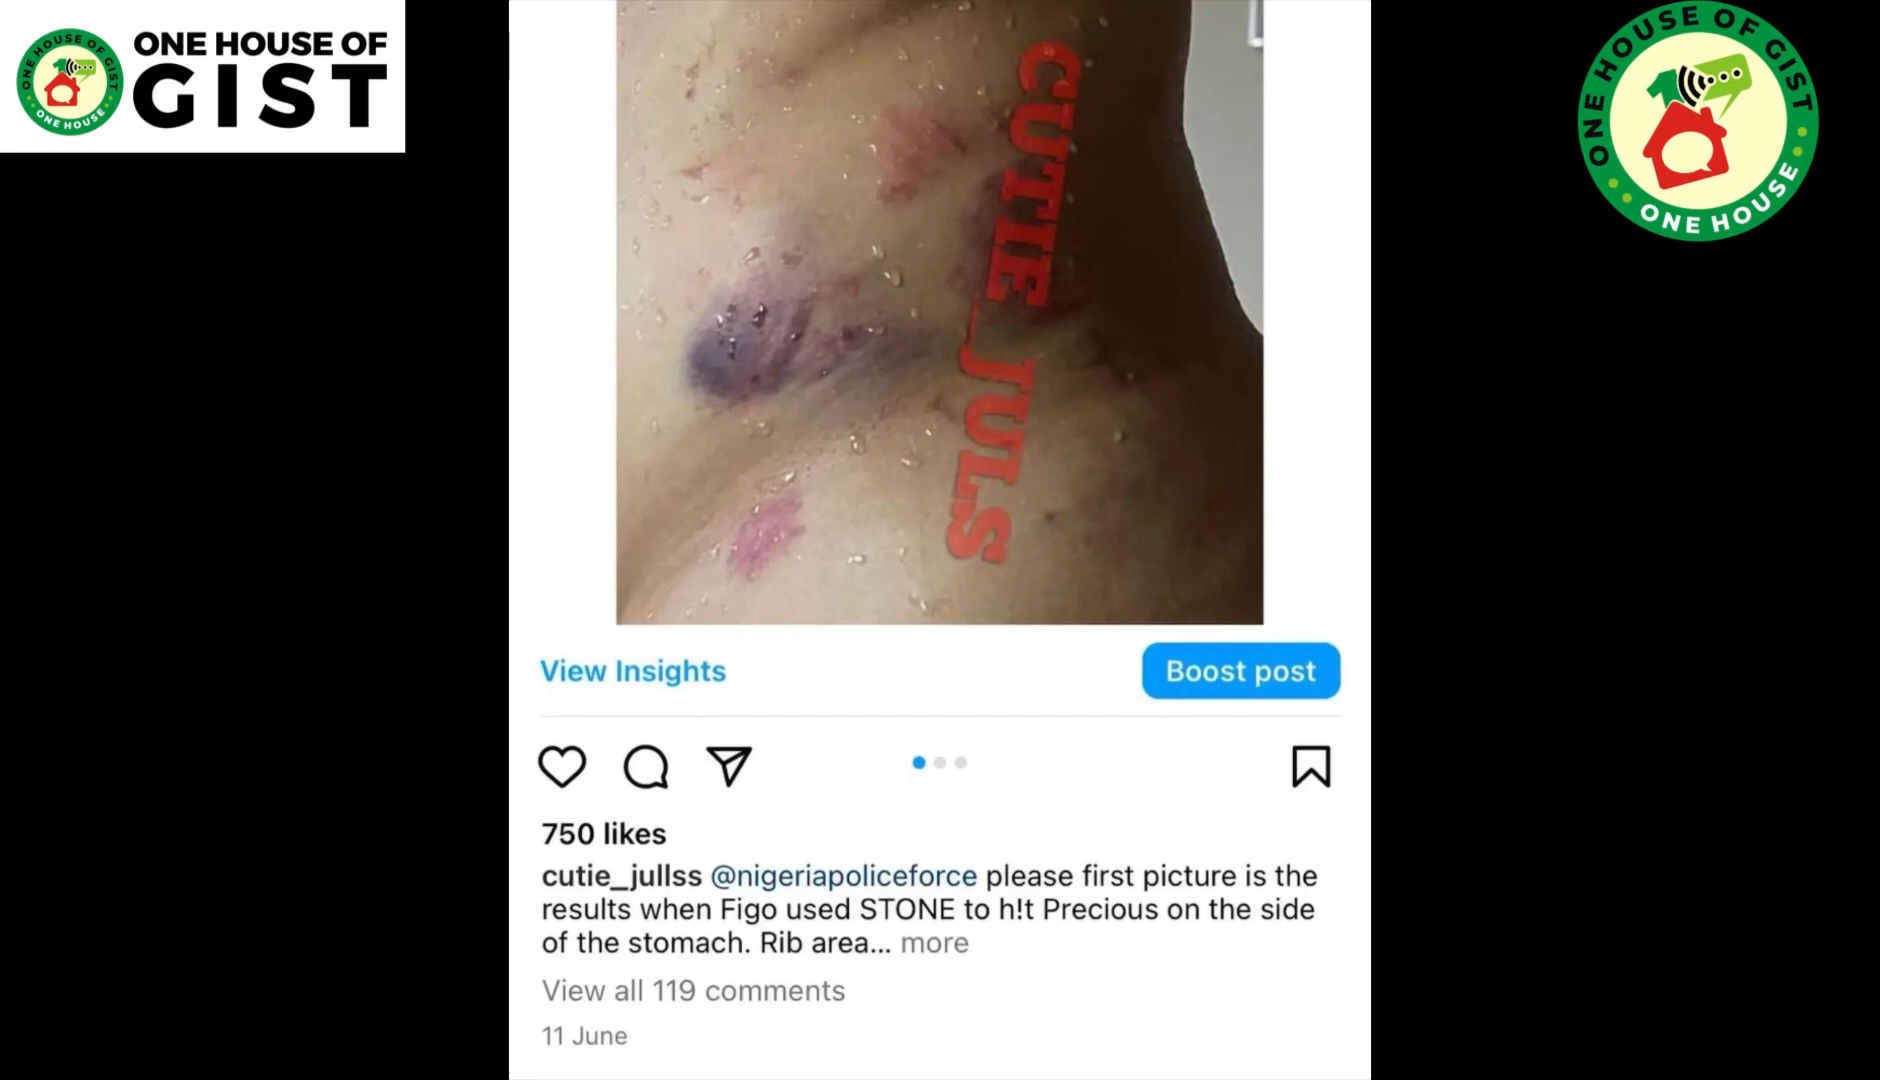 ONE HOUSE OF GIST
ONE HOUSE
ONE HOUSE OF
GIST
ONE HOUSE OF GIST
ONE HOUSE
CUTIE_JULS
View Insights
Boost post
750 likes
cutie_jullss @nigeriapoliceforce please first picture is the
results when Figo used STONE to h!t Precious on the side
of the stomach. Rib area... more
View all 119 comments
11 June